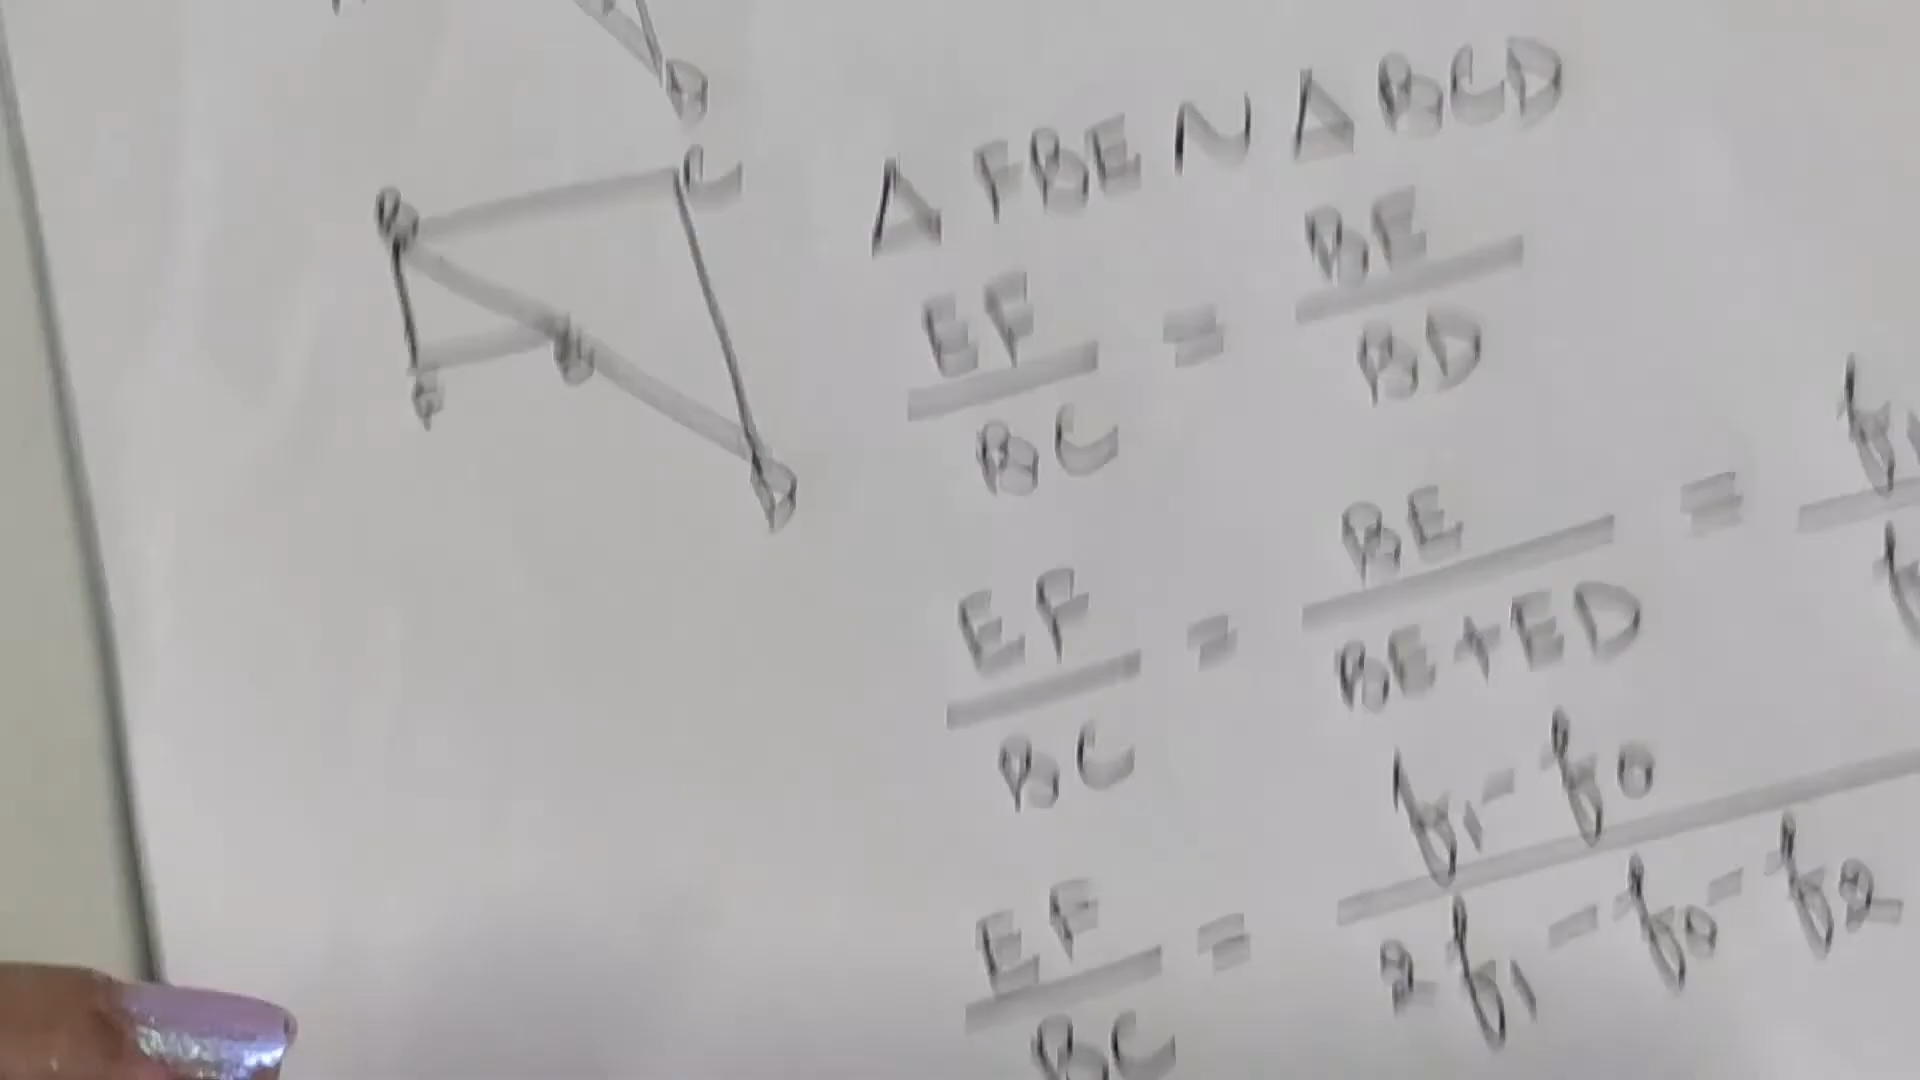 D
B
C
F
E
D
Δ FBE ~ Δ BCD
EF/BC = BE/BD
EF/BC = BE/BE+ED =
EF/BC = f₁-f₀/2f₁-f₀-f₂